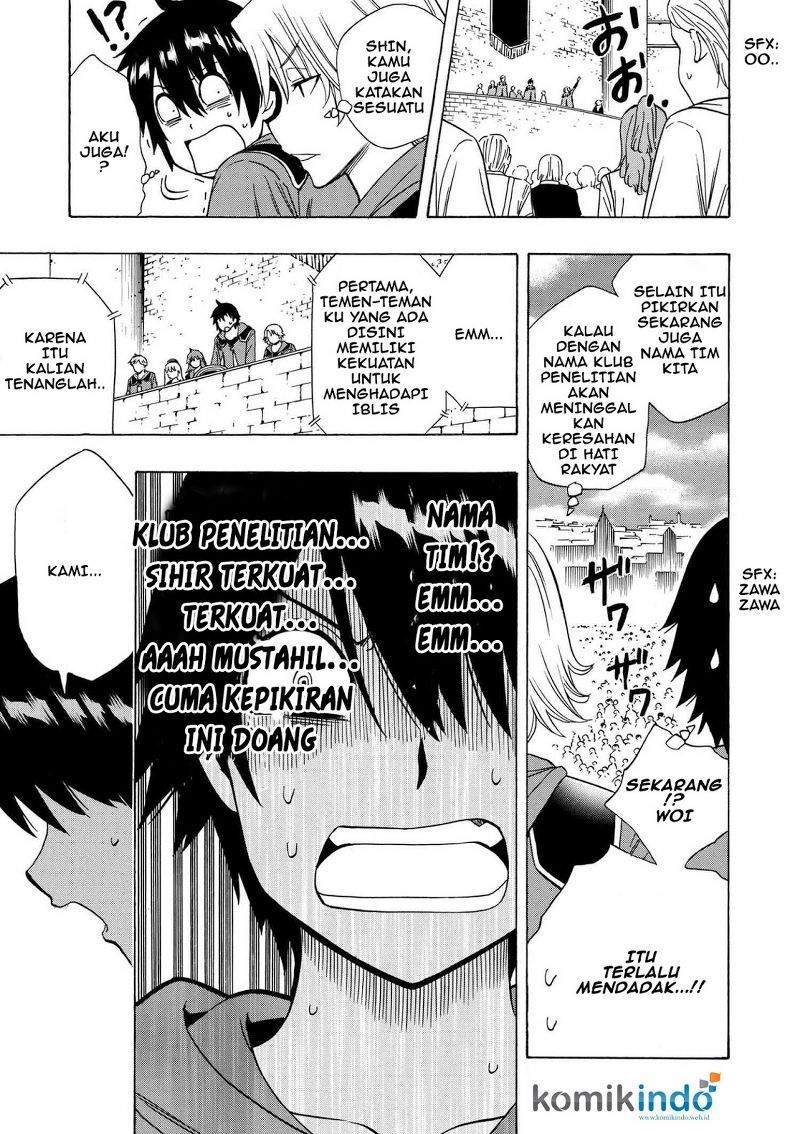 SFX:
OO..
おお..
SHIN,
KAMU
JUGA
KATAKAN
SESUATU
!?
AKU
JUGA!
?
SELAIN ITU
PIKIRKAN
SEKARANG
JUGA
NAMA TIM
KITA
KALAU
DENGAN
NAMA KLUB
PENELITIAN
AKAN
MENINGGAL
KAN
KERESAHAN
DI HATI
RAKYAT
SFX:
ZAWA
ZAWA
ザワ
ザワ
SEKARANG
!?
WOI
ITU
TERLALU
MENDADAK...!!
EMM...
PERTAMA,
TEMEN-TEMAN
KU YANG ADA
DISINI
MEMILIKI
KEKUATAN
UNTUK
MENGHADAPI
IBLIS
KARENA
ITU
KALIAN
TENANGLAH..
NAMA
TIM!?
EMM...
EMM...
KLUB PENELITIAN...
SIHIR TERKUAT...
TERKUAT...
AAAH MUSTAHIL...
CUMA KEPIKIRAN
INI DOANG
KAMI...
komikindo
www.komikindo.web.id